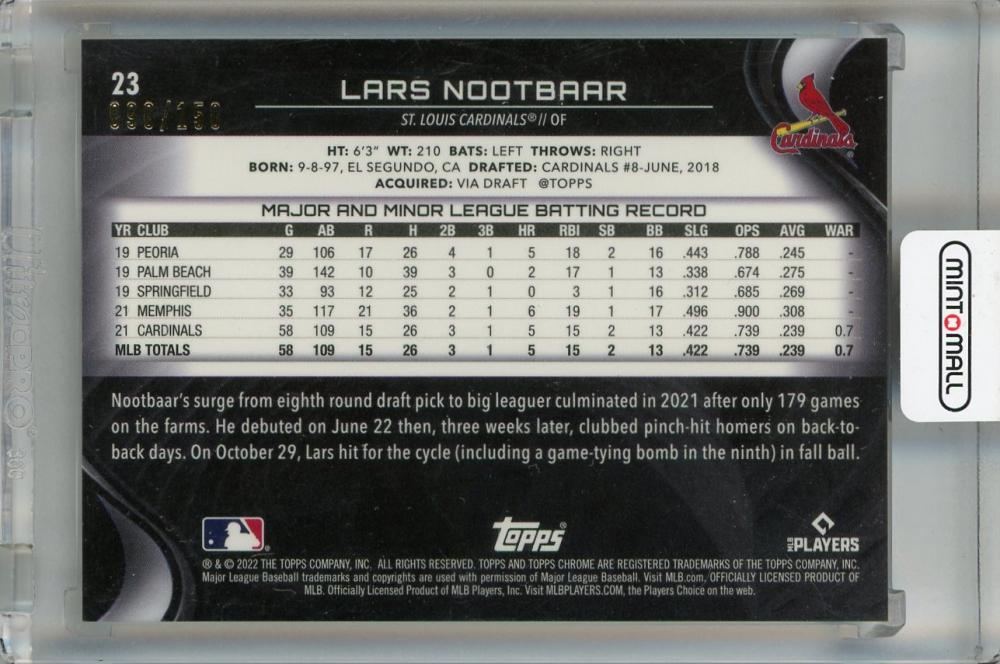 23
LARS NOOTBAAR
ST. LOUIS CARDINALS® // OF
Cardinals
HT: 6'3" WT: 210 BATS: LEFT THROWS: RIGHT
BORN: 9-8-97, EL SEGUNDO, CA DRAFTED: CARDINALS #8-JUNE, 2018
ACQUIRED: VIA DRAFT @TOPPS
MAJOR AND MINOR LEAGUE BATTING RECORD
YR CLUB G AB R H 2B 3B HR RBI SB BB SLG OPS AVG WAR
19 PEORIA 29 106 17 26 4 1 5 18 2 16 .443 .788 .245 -
19 PALM BEACH 39 142 10 39 3 0 2 17 1 13 .338 .674 .275 -
19 SPRINGFIELD 33 93 12 25 2 1 0 3 1 16 .312 .685 .269 -
21 MEMPHIS 35 117 21 36 2 1 6 19 1 17 .496 .900 .308 -
21 CARDINALS 58 109 15 26 3 1 5 15 2 13 .422 .739 .239 0.7
MLB TOTALS 58 109 15 26 3 1 5 15 2 13 .422 .739 .239 0.7
Nootbaar's surge from eighth round draft pick to big leaguer culminated in 2021 after only 179 games
on the farms. He debuted on June 22 then, three weeks later, clubbed pinch-hit homers on back-to-
back days. On October 29, Lars hit for the cycle (including a game-tying bomb in the ninth) in fall ball.
topps®
MLB PLAYERS
® & © 2022 THE TOPPS COMPANY, INC. ALL RIGHTS RESERVED. TOPPS AND TOPPS CHROME ARE REGISTERED TRADEMARKS OF THE TOPPS COMPANY, INC.
Major League Baseball trademarks and copyrights are used with permission of Major League Baseball. Visit MLB.com. OFFICIALLY LICENSED PRODUCT OF
MLB. Officially Licensed Product of MLB Players, Inc. Visit MLBPLAYERS.COM, the Players Choice on the web.
MINT MALL